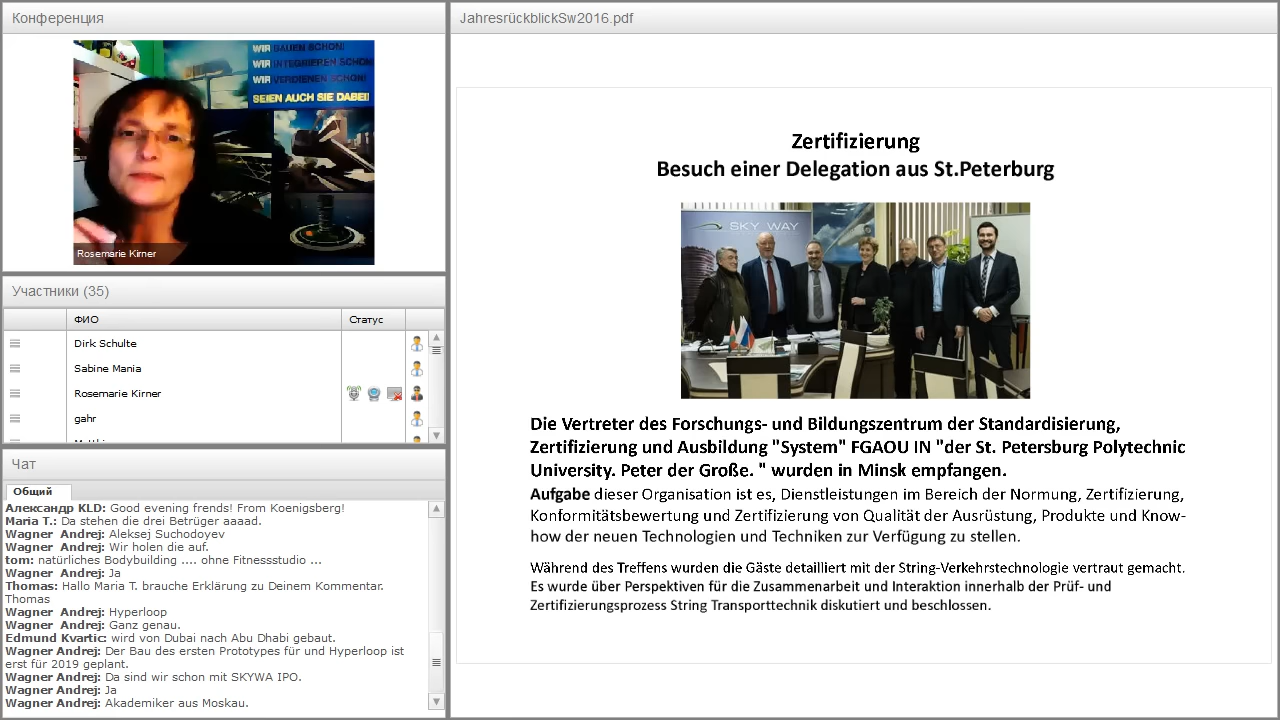 Конференция
WIR BAUEN SCHON!
WIR INTEGRIEREN SCHON
WIR VERDIENEN SCHON!
SEIEN AUCH SIE DABEI!
Rosemarie Kirner
Участники (35)
ФИО
Статус
Dirk Schulte
Sabine Mania
Rosemarie Kirner
gahr
Чат
Общий
Александр KLD: Good evening frends! From Koenigsberg!
Maria T.: Da stehen die drei Betrüger aaaad.
Wagner Andrej: Aleksej Suchodoyev
Wagner Andrej: Wir holen die auf.
tom: natürliches Bodybuilding .... ohne Fitnessstudio ...
Wagner Andrej: Ja
Thomas: Hallo Maria T. brauche Erklärung zu Deinem Kommentar.
Thomas
Wagner Andrej: Hyperloop
Wagner Andrej: Ganz genau.
Edmund Kvartic: wird von Dubai nach Abu Dhabi gebaut.
Wagner Andrej: Der Bau des ersten Prototypes für und Hyperloop ist
erst für 2019 geplant.
Wagner Andrej: Da sind wir schon mit SKYWA IPO.
Wagner Andrej: Ja
Wagner Andrej: Akademiker aus Moskau.
JahresrückblickSw2016.pdf
Zertifizierung
Besuch einer Delegation aus St.Peterburg
SKY WAY
Die Vertreter des Forschungs- und Bildungszentrum der Standardisierung,
Zertifizierung und Ausbildung "System" FGAOU IN "der St. Petersburg Polytechnic
University. Peter der Große. " wurden in Minsk empfangen.
Aufgabe dieser Organisation ist es, Dienstleistungen im Bereich der Normung, Zertifizierung,
Konformitätsbewertung und Zertifizierung von Qualität der Ausrüstung, Produkte und Know-
how der neuen Technologien und Techniken zur Verfügung zu stellen.
Während des Treffens wurden die Gäste detailliert mit der String-Verkehrstechnologie vertraut gemacht.
Es wurde über Perspektiven für die Zusammenarbeit und Interaktion innerhalb der Prüf- und
Zertifizierungsprozess String Transporttechnik diskutiert und beschlossen.